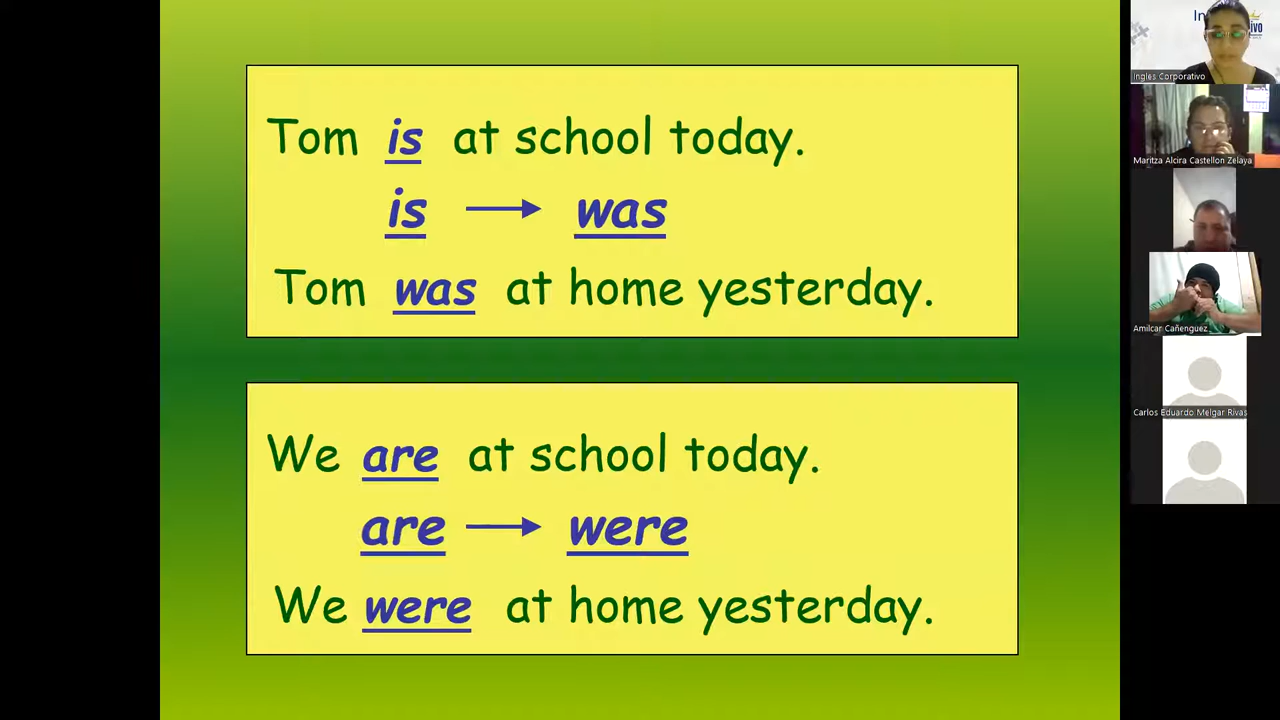 Tom is at school today.
is → was
Tom was at home yesterday.
We are at school today.
are → were
We were at home yesterday.
Ingles Corporativo
Maritza Alcira Castellon Zelaya
Amilcar Cañenguez
Carlos Eduardo Melgar Rivas